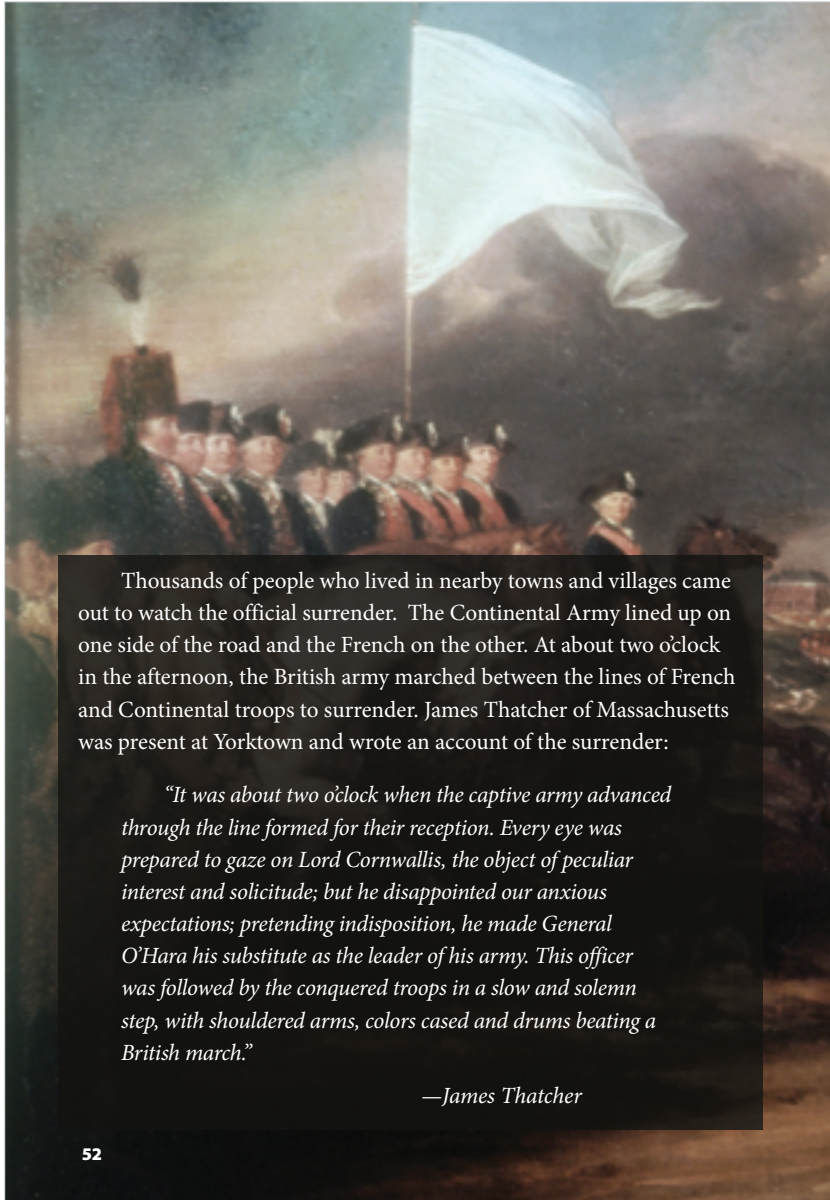 Thousands of people who lived in nearby towns and villages came
out to watch the official surrender.  The Continental Army lined up on
one side of the road and the French on the other. At about two o’clock
in the afternoon, the British army marched between the lines of French
and Continental troops to surrender. James Thatcher of Massachusetts
was present at Yorktown and wrote an account of the surrender:
“It was about two o’clock when the captive army advanced
through the line formed for their reception. Every eye was
prepared to gaze on Lord Cornwallis, the object of peculiar
interest and solicitude; but he disappointed our anxious
expectations; pretending indisposition, he made General
O’Hara his substitute as the leader of his army. This officer
was followed by the conquered troops in a slow and solemn
step, with shouldered arms, colors cased and drums beating a
British march.”
—James Thatcher
52